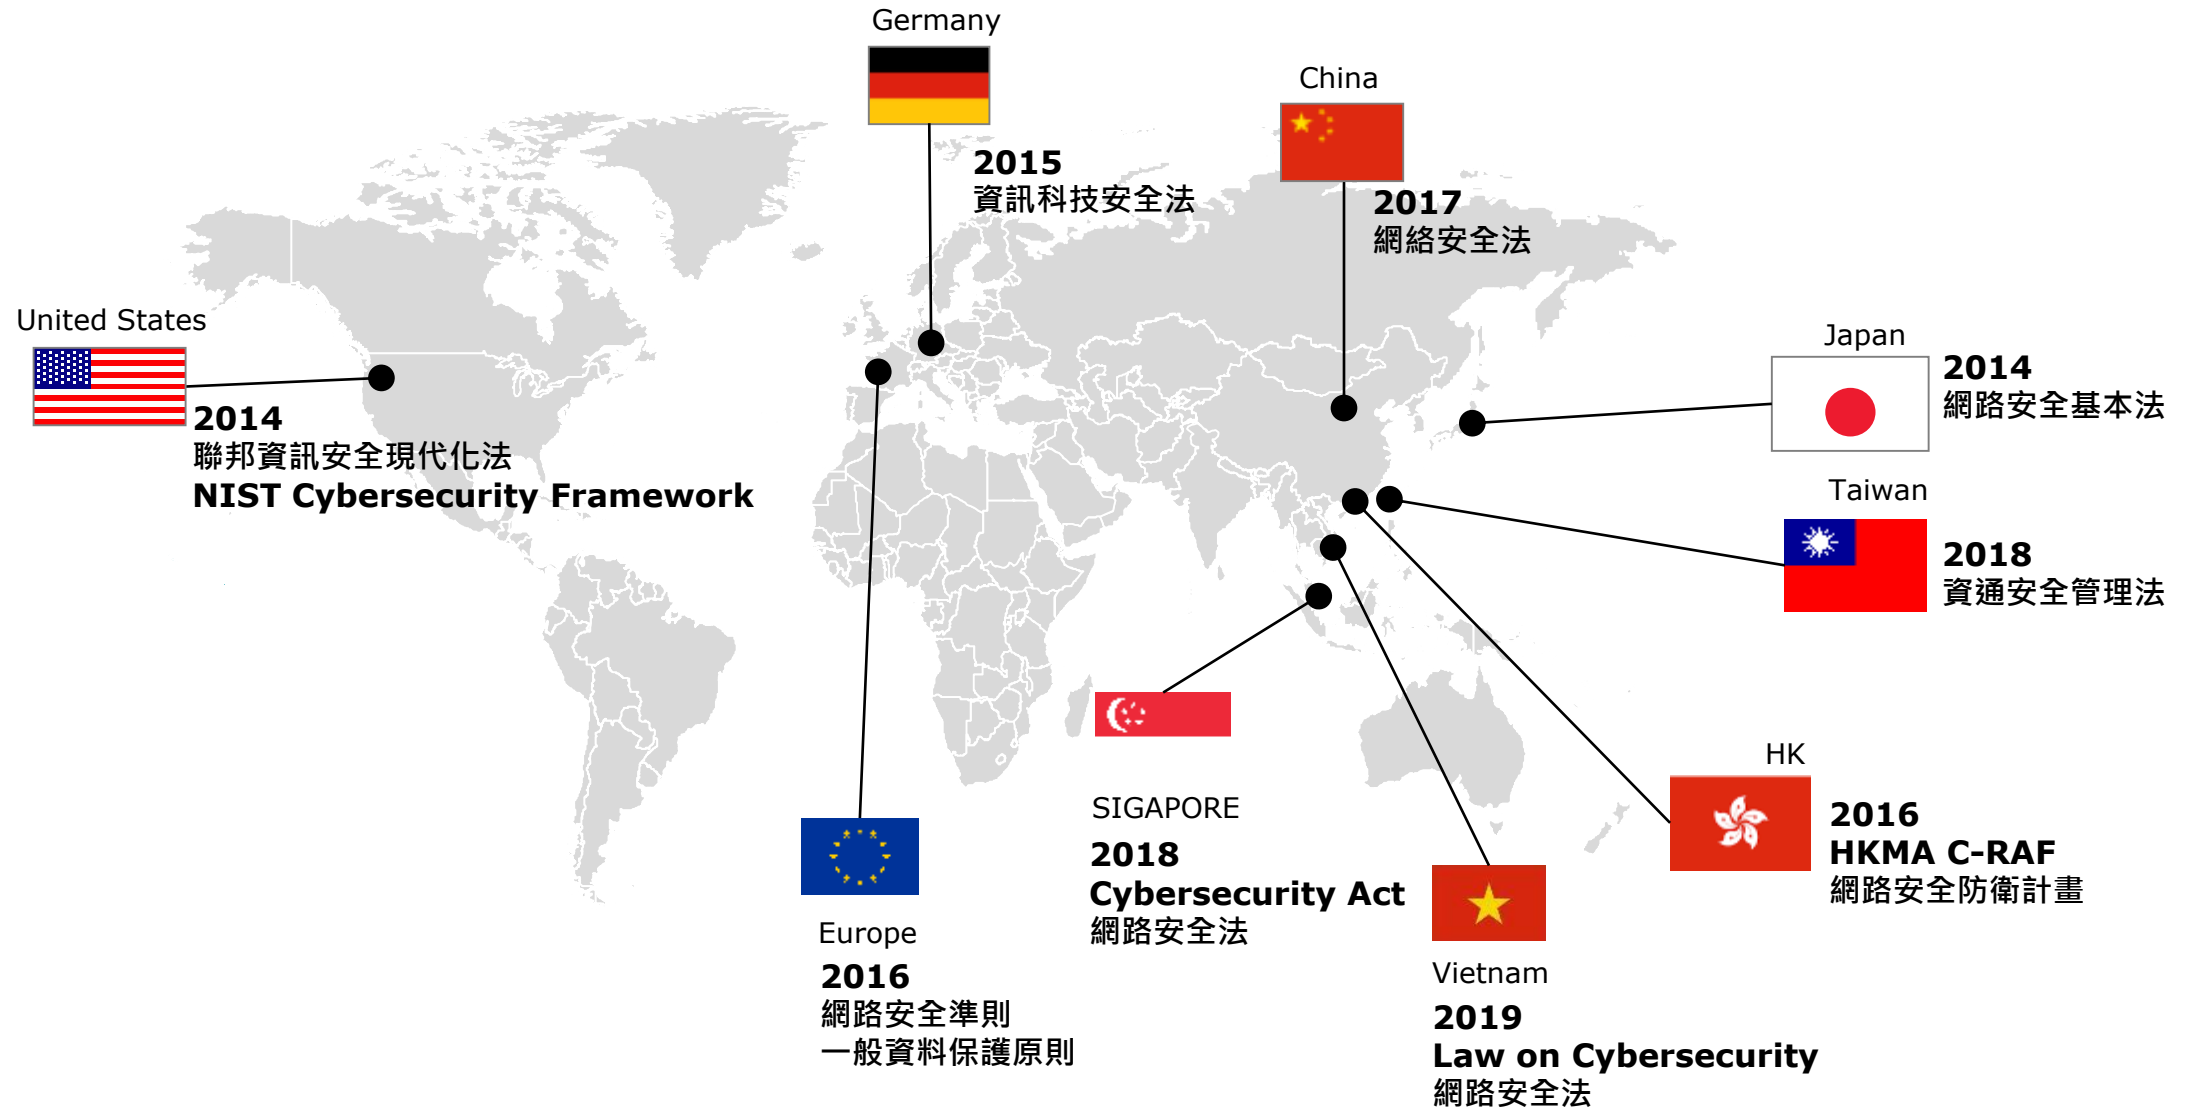 Germany
2015
資訊科技安全法
China
2017
網絡安全法
United States
2014
聯邦資訊安全現代化法
NIST Cybersecurity Framework
Japan
2014
網路安全基本法
Taiwan
2018
資通安全管理法
HK
2016
HKMA C-RAF
網路安全防衛計畫
SIGAPORE
2018
Cybersecurity Act
網路安全法
Europe
2016
網路安全準則
一般資料保護原則
Vietnam
2019
Law on Cybersecurity
網路安全法